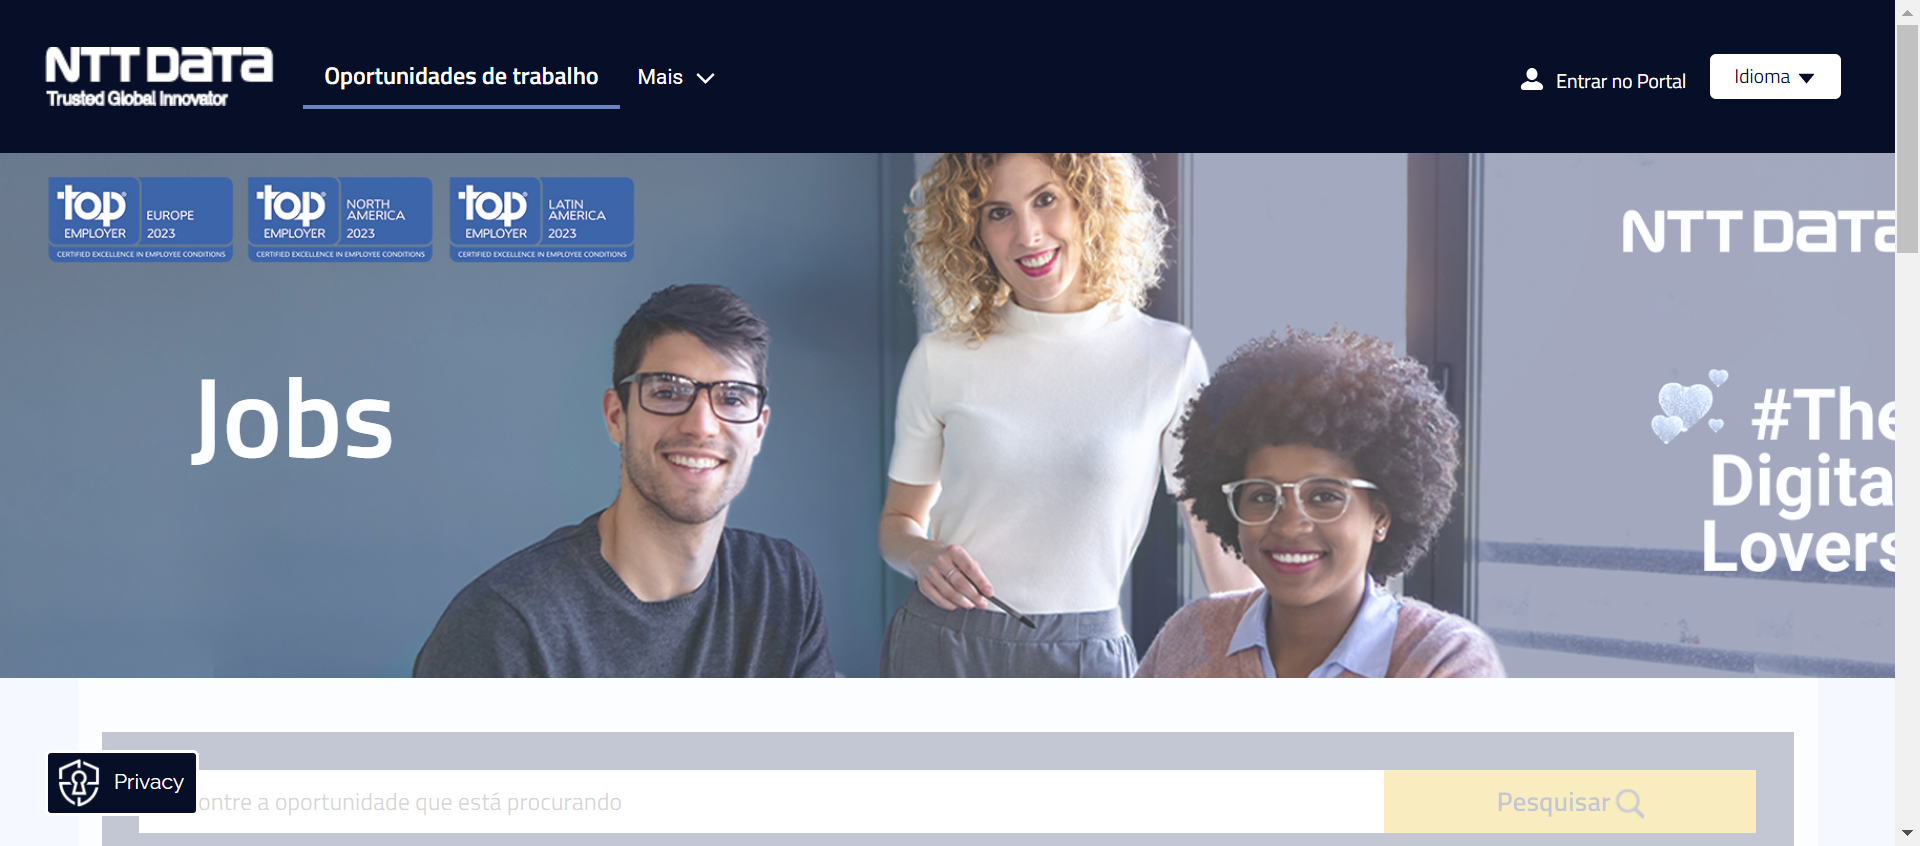 NTT DATA
Trusted Global Innovator
Oportunidades de trabalho
Mais
Entrar no Portal
Idioma
top EMPLOYER EUROPE 2023
CERTIFIED EXCELLENCE IN EMPLOYEE CONDITIONS
top EMPLOYER NORTH AMERICA 2023
CERTIFIED EXCELLENCE IN EMPLOYEE CONDITIONS
top EMPLOYER LATIN AMERICA 2023
CERTIFIED EXCELLENCE IN EMPLOYEE CONDITIONS
NTT DATA
Jobs
#The
Digita
Lovers
Privacy
ontre a oportunidade que está procurando
Pesquisar